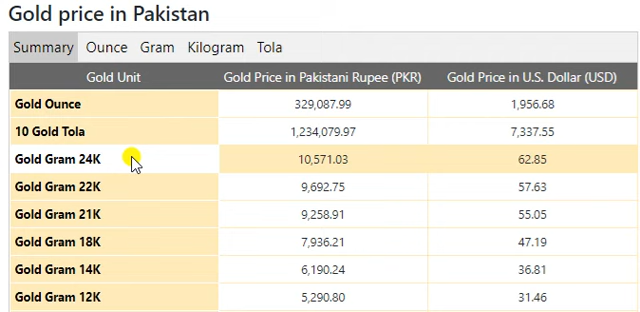 Gold price in Pakistan
Summary Ounce Gram Kilogram Tola
Gold Unit Gold Price in Pakistani Rupee (PKR) Gold Price in U.S. Dollar (USD)
Gold Ounce 329,087.99 1,956.68
10 Gold Tola 1,234,079.97 7,337.55
Gold Gram 24K 10,571.03 62.85
Gold Gram 22K 9,692.75 57.63
Gold Gram 21K 9,258.91 55.05
Gold Gram 18K 7,936.21 47.19
Gold Gram 14K 6,190.24 36.81
Gold Gram 12K 5,290.80 31.46